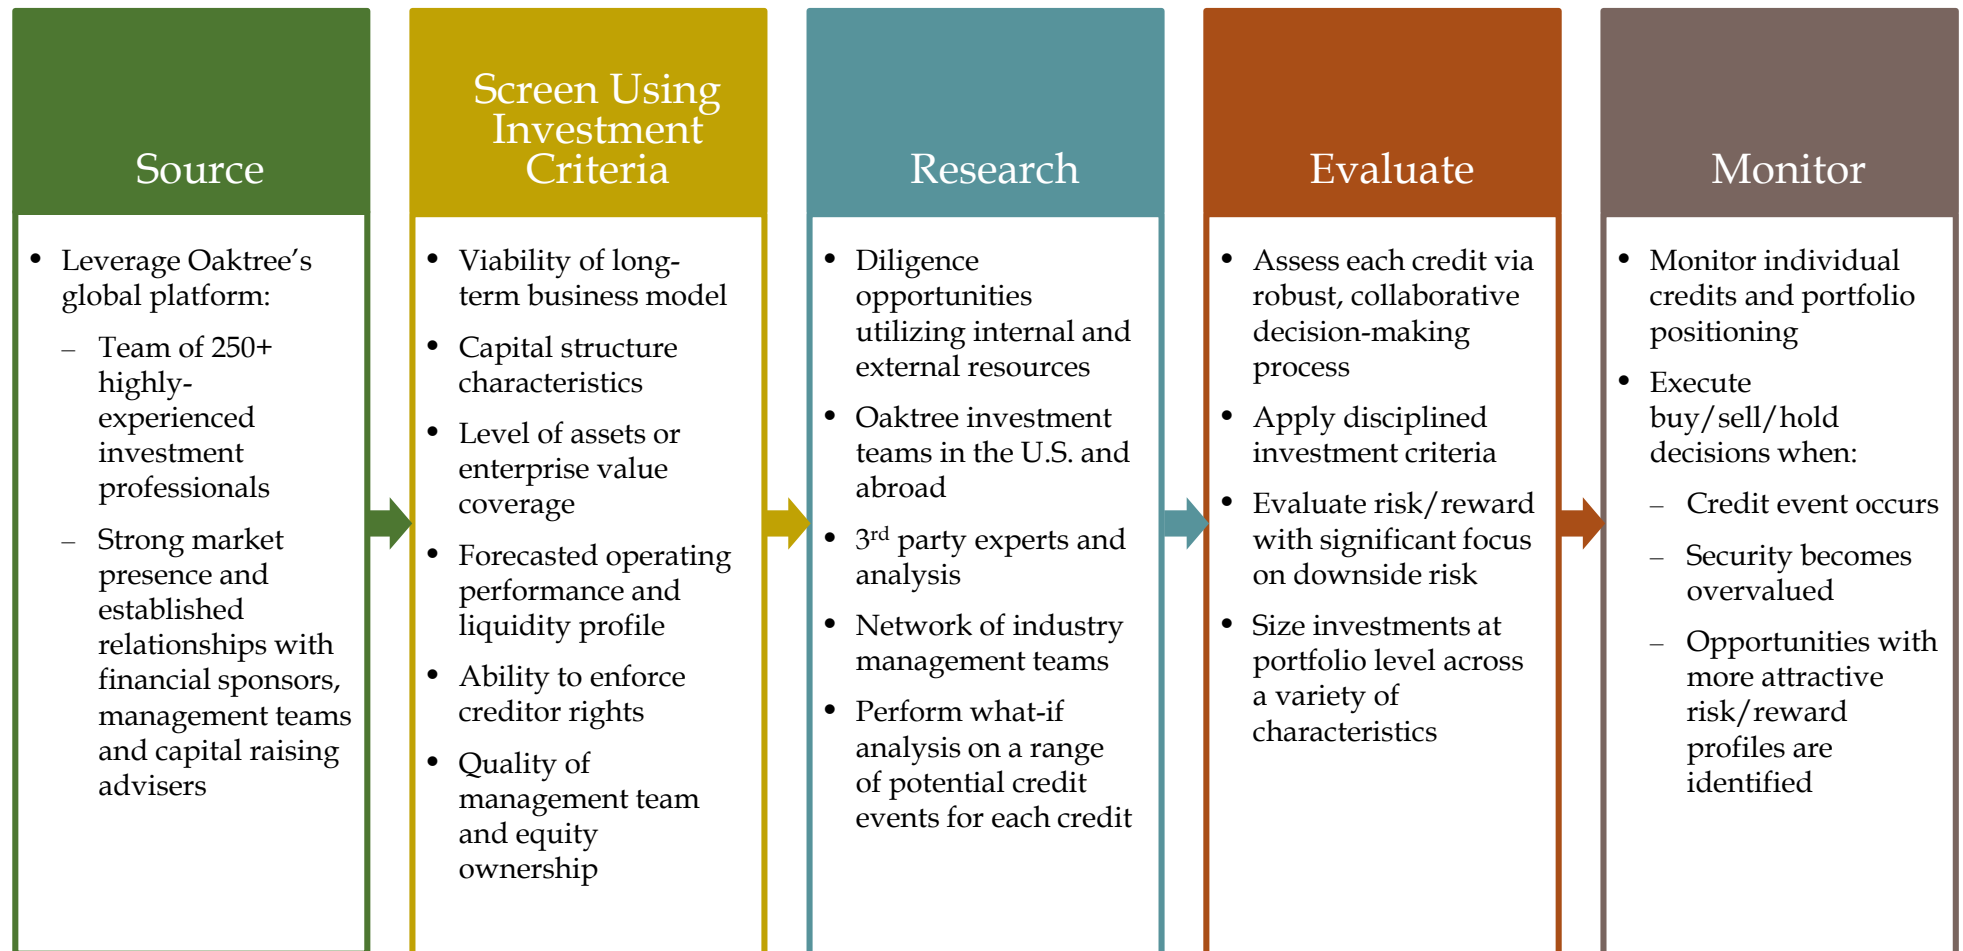 Source
• Leverage Oaktree's
global platform:
– Team of 250+
highly-
experienced
investment
professionals
– Strong market
presence and
established
relationships with
financial sponsors,
management teams
and capital raising
advisers
Screen Using
Investment
Criteria
• Viability of long-
term business model
• Capital structure
characteristics
• Level of assets or
enterprise value
coverage
• Forecasted operating
performance and
liquidity profile
• Ability to enforce
creditor rights
• Quality of
management team
and equity
ownership
Research
• Diligence
opportunities
utilizing internal and
external resources
• Oaktree investment
teams in the U.S. and
abroad
• 3rd party experts and
analysis
• Network of industry
management teams
• Perform what-if
analysis on a range
of potential credit
events for each credit
Evaluate
• Assess each credit via
robust, collaborative
decision-making
process
• Apply disciplined
investment criteria
• Evaluate risk/reward
with significant focus
on downside risk
• Size investments at
portfolio level across
a variety of
characteristics
Monitor
• Monitor individual
credits and portfolio
positioning
• Execute
buy/sell/hold
decisions when:
– Credit event occurs
– Security becomes
overvalued
– Opportunities with
more attractive
risk/reward
profiles are
identified